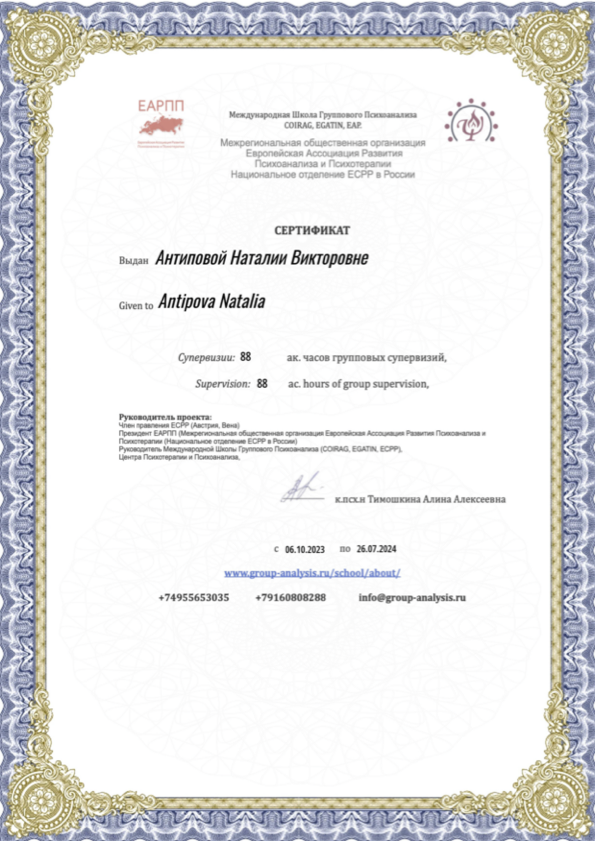 ЕАРПП
Международная Школа Группового Психоанализа
COIRAG, EGATIN, EAP.
Межрегиональная общественная организация
Европейская Ассоциация Развития
Психоанализа и Психотерапии
Национальное отделение ЕСРР в России
СЕРТИФИКАТ
Выдан Антиповой Наталии Викторовне
Given to Antipova Natalia
Супервизии: 88 ак. часов групповых супервизий,
Supervision: 88 ac. hours of group supervision,
Руководитель проекта:
Член правления ЕСРР (Австрия, Вена)
Президент ЕАРПП (Межрегиональная общественная организация Европейская Ассоциация Развития Психоанализа и
Психотерапии (Национальное отделение ЕСРР в России)
Руководитель Международной Школы Группового Психоанализа (COIRAG, EGATIN, ECPP),
Центра Психотерапии и Психоанализа,
к.псх.н Тимошкина Алина Алексеевна
с 06.10.2023 по 26.07.2024
www.group-analysis.ru/school/about/
+74955653035 +79160808288 info@group-analysis.ru